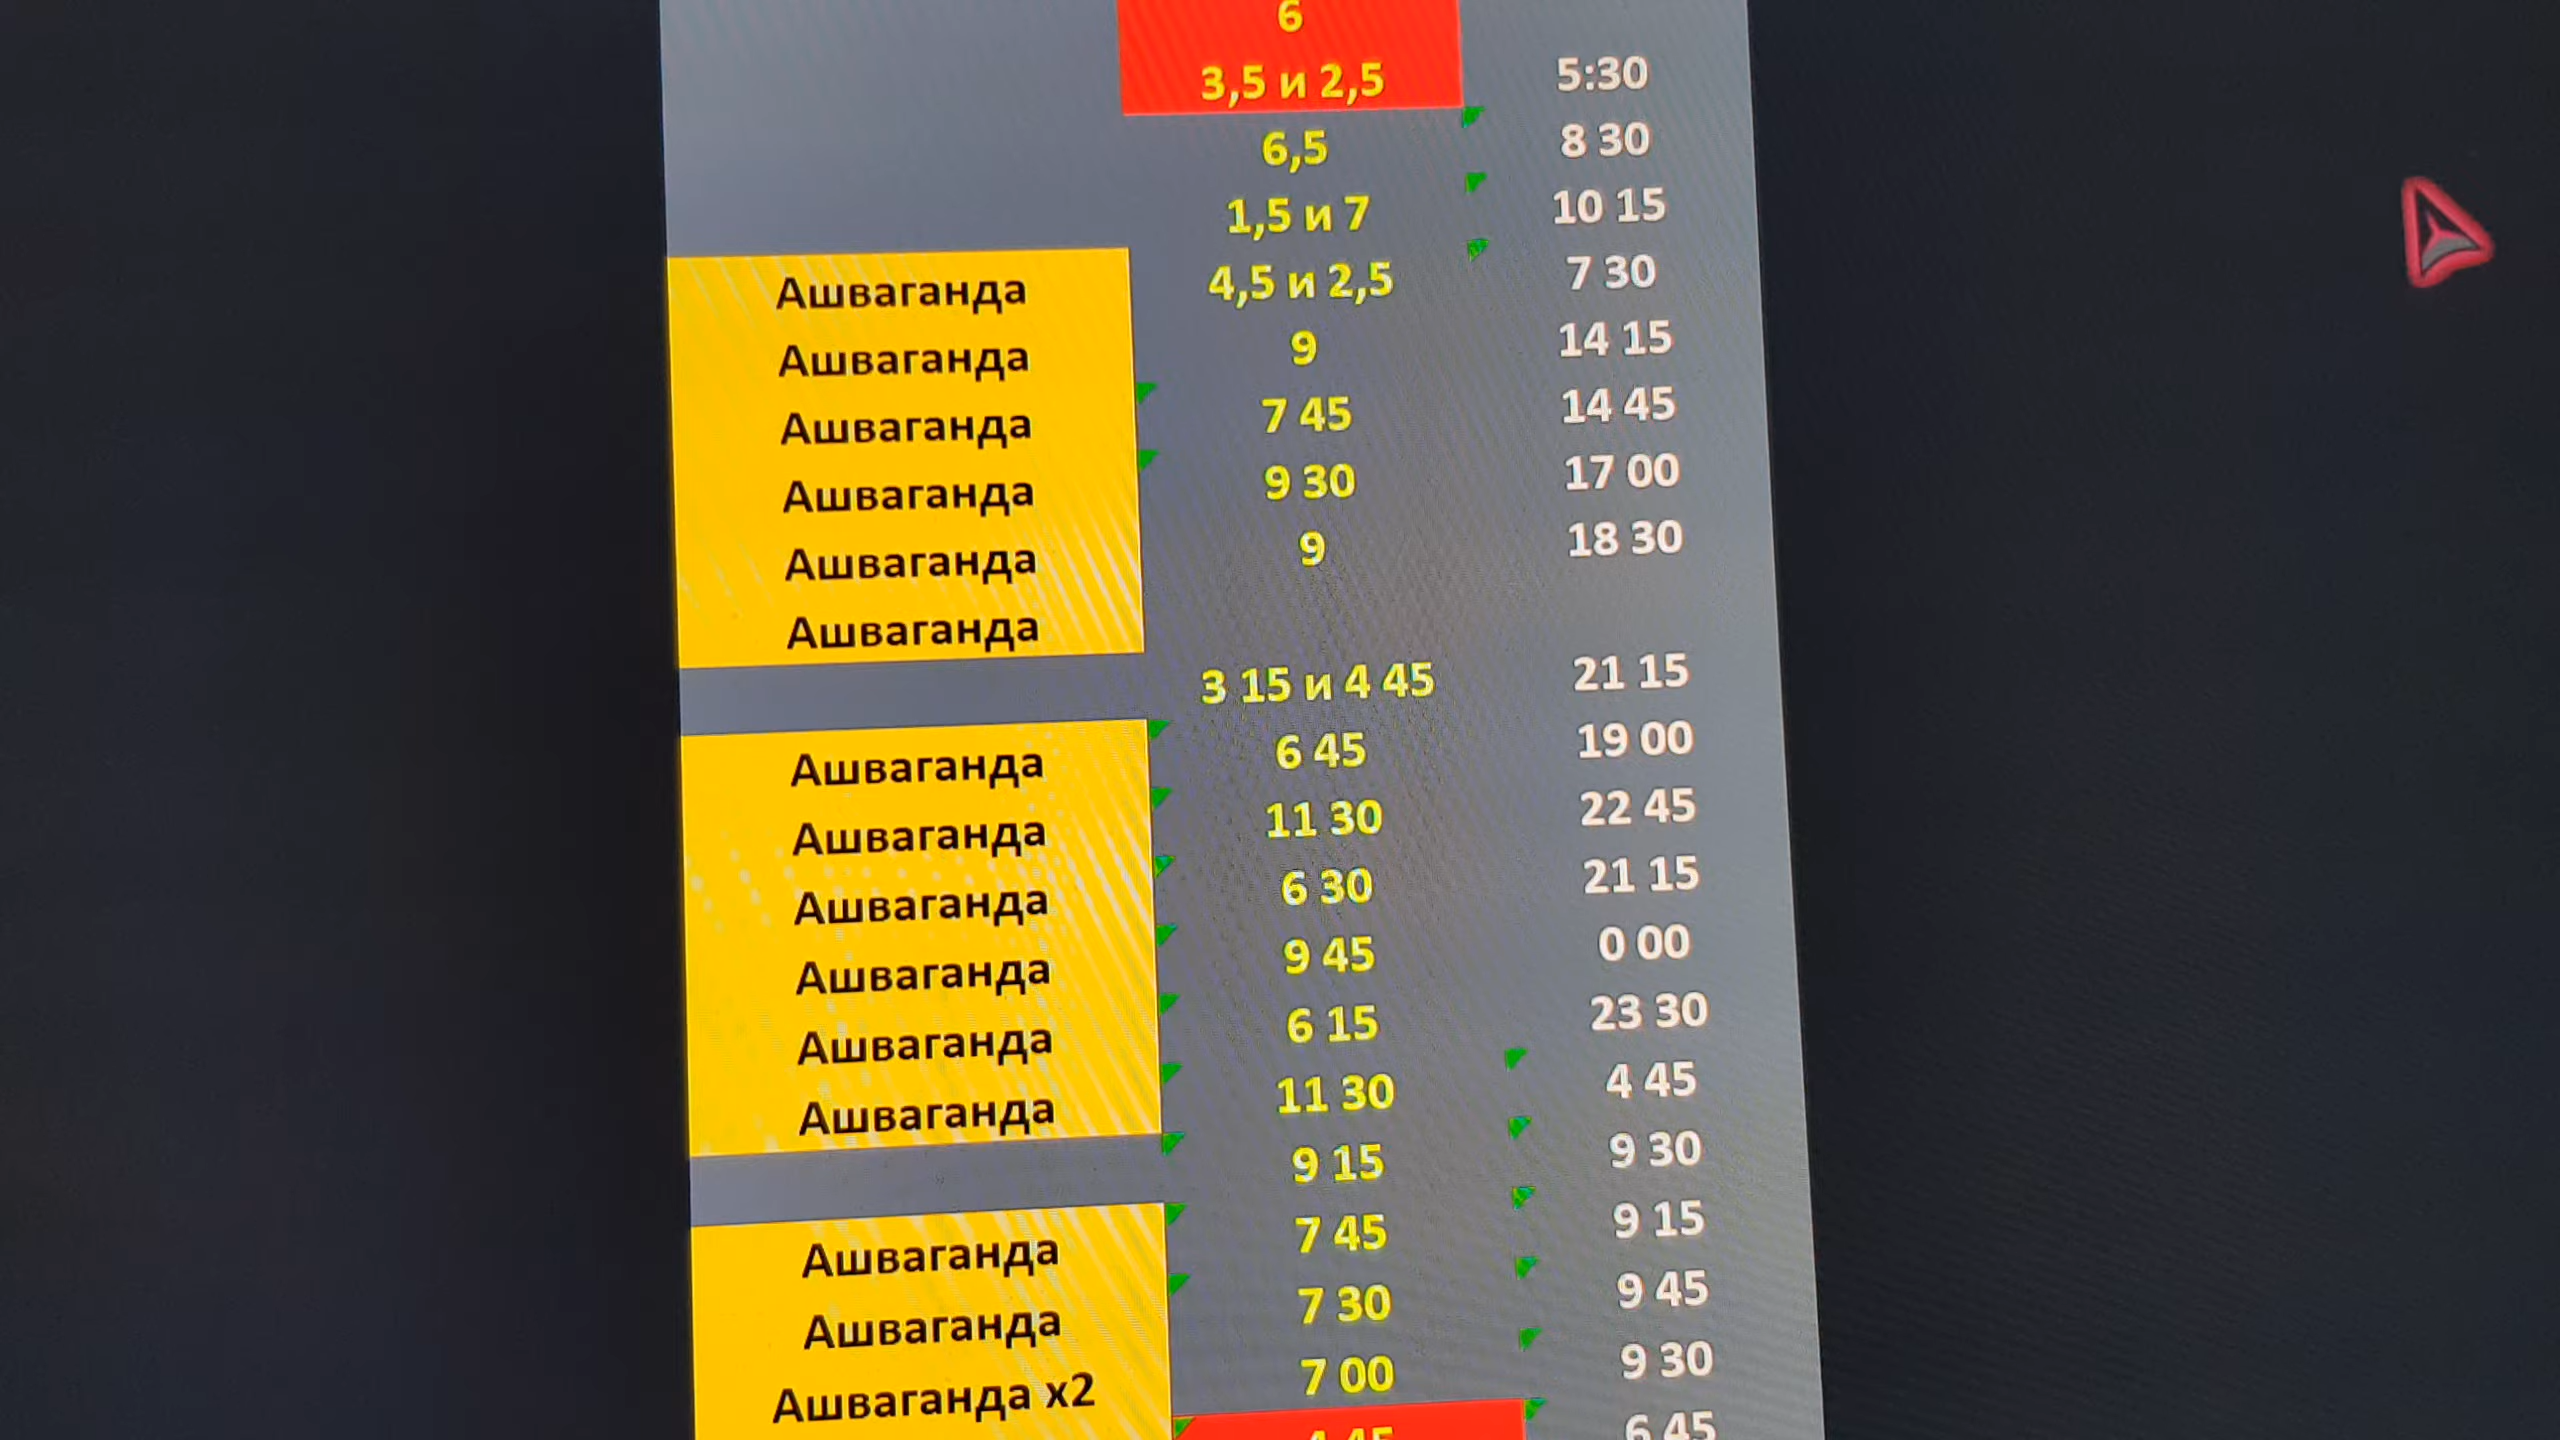 6
3,5 и 2,5 5:30
6,5 8 30
1,5 и 7 10 15
Ашваганда 4,5 и 2,5 7 30
Ашваганда 9 14 15
Ашваганда 7 45 14 45
Ашваганда 9 30 17 00
Ашваганда 9 18 30
Ашваганда
3 15 и 4 45 21 15
Ашваганда 6 45 19 00
Ашваганда 11 30 22 45
Ашваганда 6 30 21 15
Ашваганда 9 45 0 00
Ашваганда 6 15 23 30
Ашваганда 11 30 4 45
9 15 9 30
Ашваганда 7 45 9 15
Ашваганда 7 30 9 45
Ашваганда x2 7 00 9 30
4 45 6 45